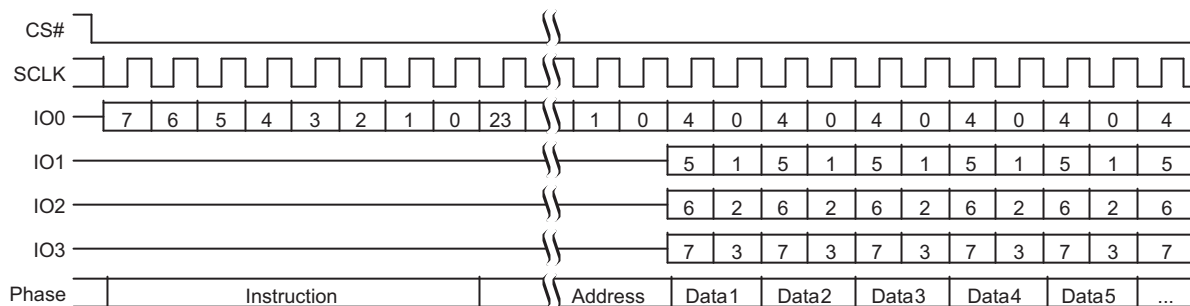 CS#
SCLK
IO0 7 6 5 4 3 2 1 0 23 1 0 4 0 4 0 4 0 4 0 4 0 4
IO1 5 1 5 1 5 1 5 1 5 1 5
IO2 6 2 6 2 6 2 6 2 6 2 6
IO3 7 3 7 3 7 3 7 3 7 3 7
Phase Instruction Address Data1 Data2 Data3 Data4 Data5 ...